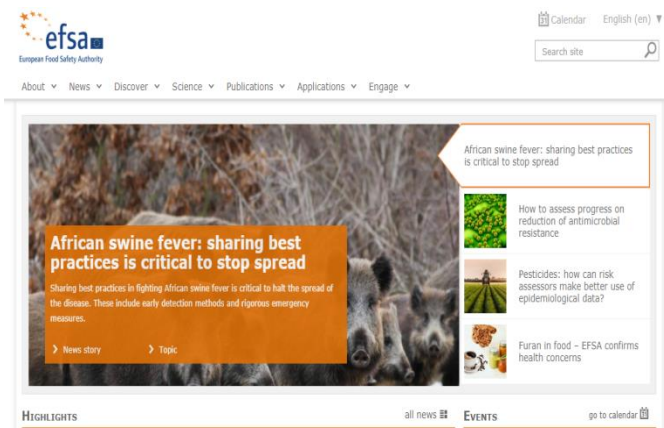 31 Calendar English (en)
efsa
European Food Safety Authority
Search site
About News Discover Science Publications Applications Engage
African swine fever: sharing best
practices is critical to stop spread
Sharing best practices in fighting African swine fever is critical to halt the spread of
the disease. These include early detection methods and rigorous emergency
measures.
News story Topic
African swine fever: sharing best practices
is critical to stop spread
How to assess progress on
reduction of antimicrobial
resistance
Pesticides: how can risk
assessors make better use of
epidemiological data?
Furan in food – EFSA confirms
health concerns
HIGHLIGHTS all news
EVENTS go to calendar 31